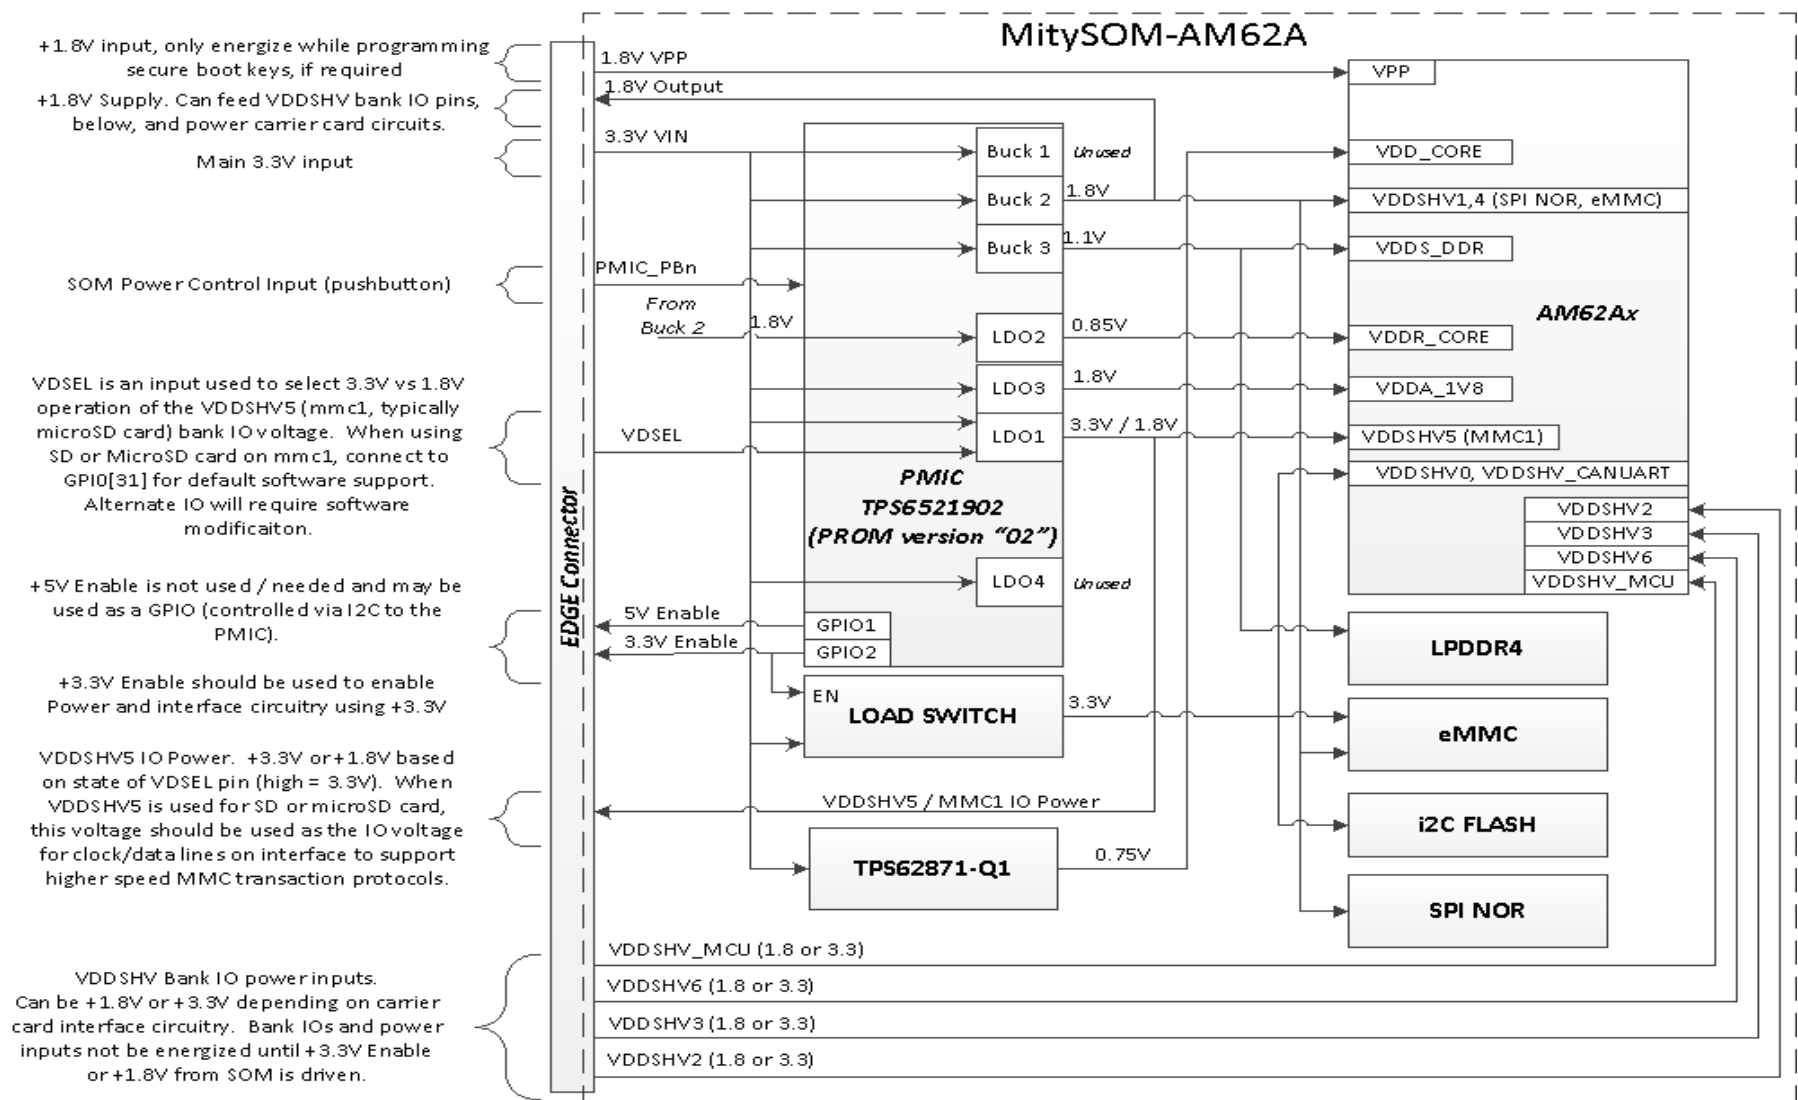 MitySOM-AM62A
+1.8V input, only energize while programming
secure boot keys, if required
+1.8V Supply. Can feed VDDSHV bank IO pins,
below, and power carrier card circuits.
Main 3.3V input
SOM Power Control Input (pushbutton)
VDSEL is an input used to select 3.3V vs 1.8V
operation of the VDDSHV5 (mmc1, typically
microSD card) bank IO voltage. When using
SD or MicroSD card on mmc1, connect to
GPI0[31] for default software support.
Alternate IO will require software
modificaiton.
+5V Enable is not used / needed and may be
used as a GPIO (controlled via I2C to the
PMIC).
+3.3V Enable should be used to enable
Power and interface circuitry using +3.3V
VDDSHV5 IO Power. +3.3V or +1.8V based
on state of VDSEL pin (high = 3.3V). When
VDDSHV5 is used for SD or microSD card,
this voltage should be used as the IO voltage
for clock/data lines on interface to support
higher speed MMC transaction protocols.
VDDSHV Bank IO power inputs.
Can be +1.8V or +3.3V depending on carrier
card interface circuitry. Bank IOs and power
inputs not be energized until +3.3V Enable
or +1.8V from SOM is driven.
EDGE Connector
1.8V VPP
1.8V Output
3.3V VIN
PMIC_PBn
From
Buck 2
1.8V
VDSEL
5V Enable
3.3V Enable
VDDSHV5 / MMC1 IO Power
VDDSHV_MCU (1.8 or 3.3)
VDDSHV6 (1.8 or 3.3)
VDDSHV3 (1.8 or 3.3)
VDDSHV2 (1.8 or 3.3)
Buck 1
Unused
Buck 2
1.8V
Buck 3
1.1V
LDO2
0.85V
LDO3
1.8V
LDO1
3.3V / 1.8V
PMIC
TPS6521902
(PROM version “02”)
LDO4
Unused
GPIO1
GPIO2
EN
LOAD SWITCH
3.3V
TPS62871-Q1
0.75V
VPP
VDD_CORE
VDDSHV1,4 (SPI NOR, eMMC)
VDDS_DDR
AM62Ax
VDDR_CORE
VDDA_1V8
VDDSHV5 (MMC1)
VDDSHV0, VDDSHV_CANUART
VDDSHV2
VDDSHV3
VDDSHV6
VDDSHV_MCU
LPDDR4
eMMC
i2C FLASH
SPI NOR